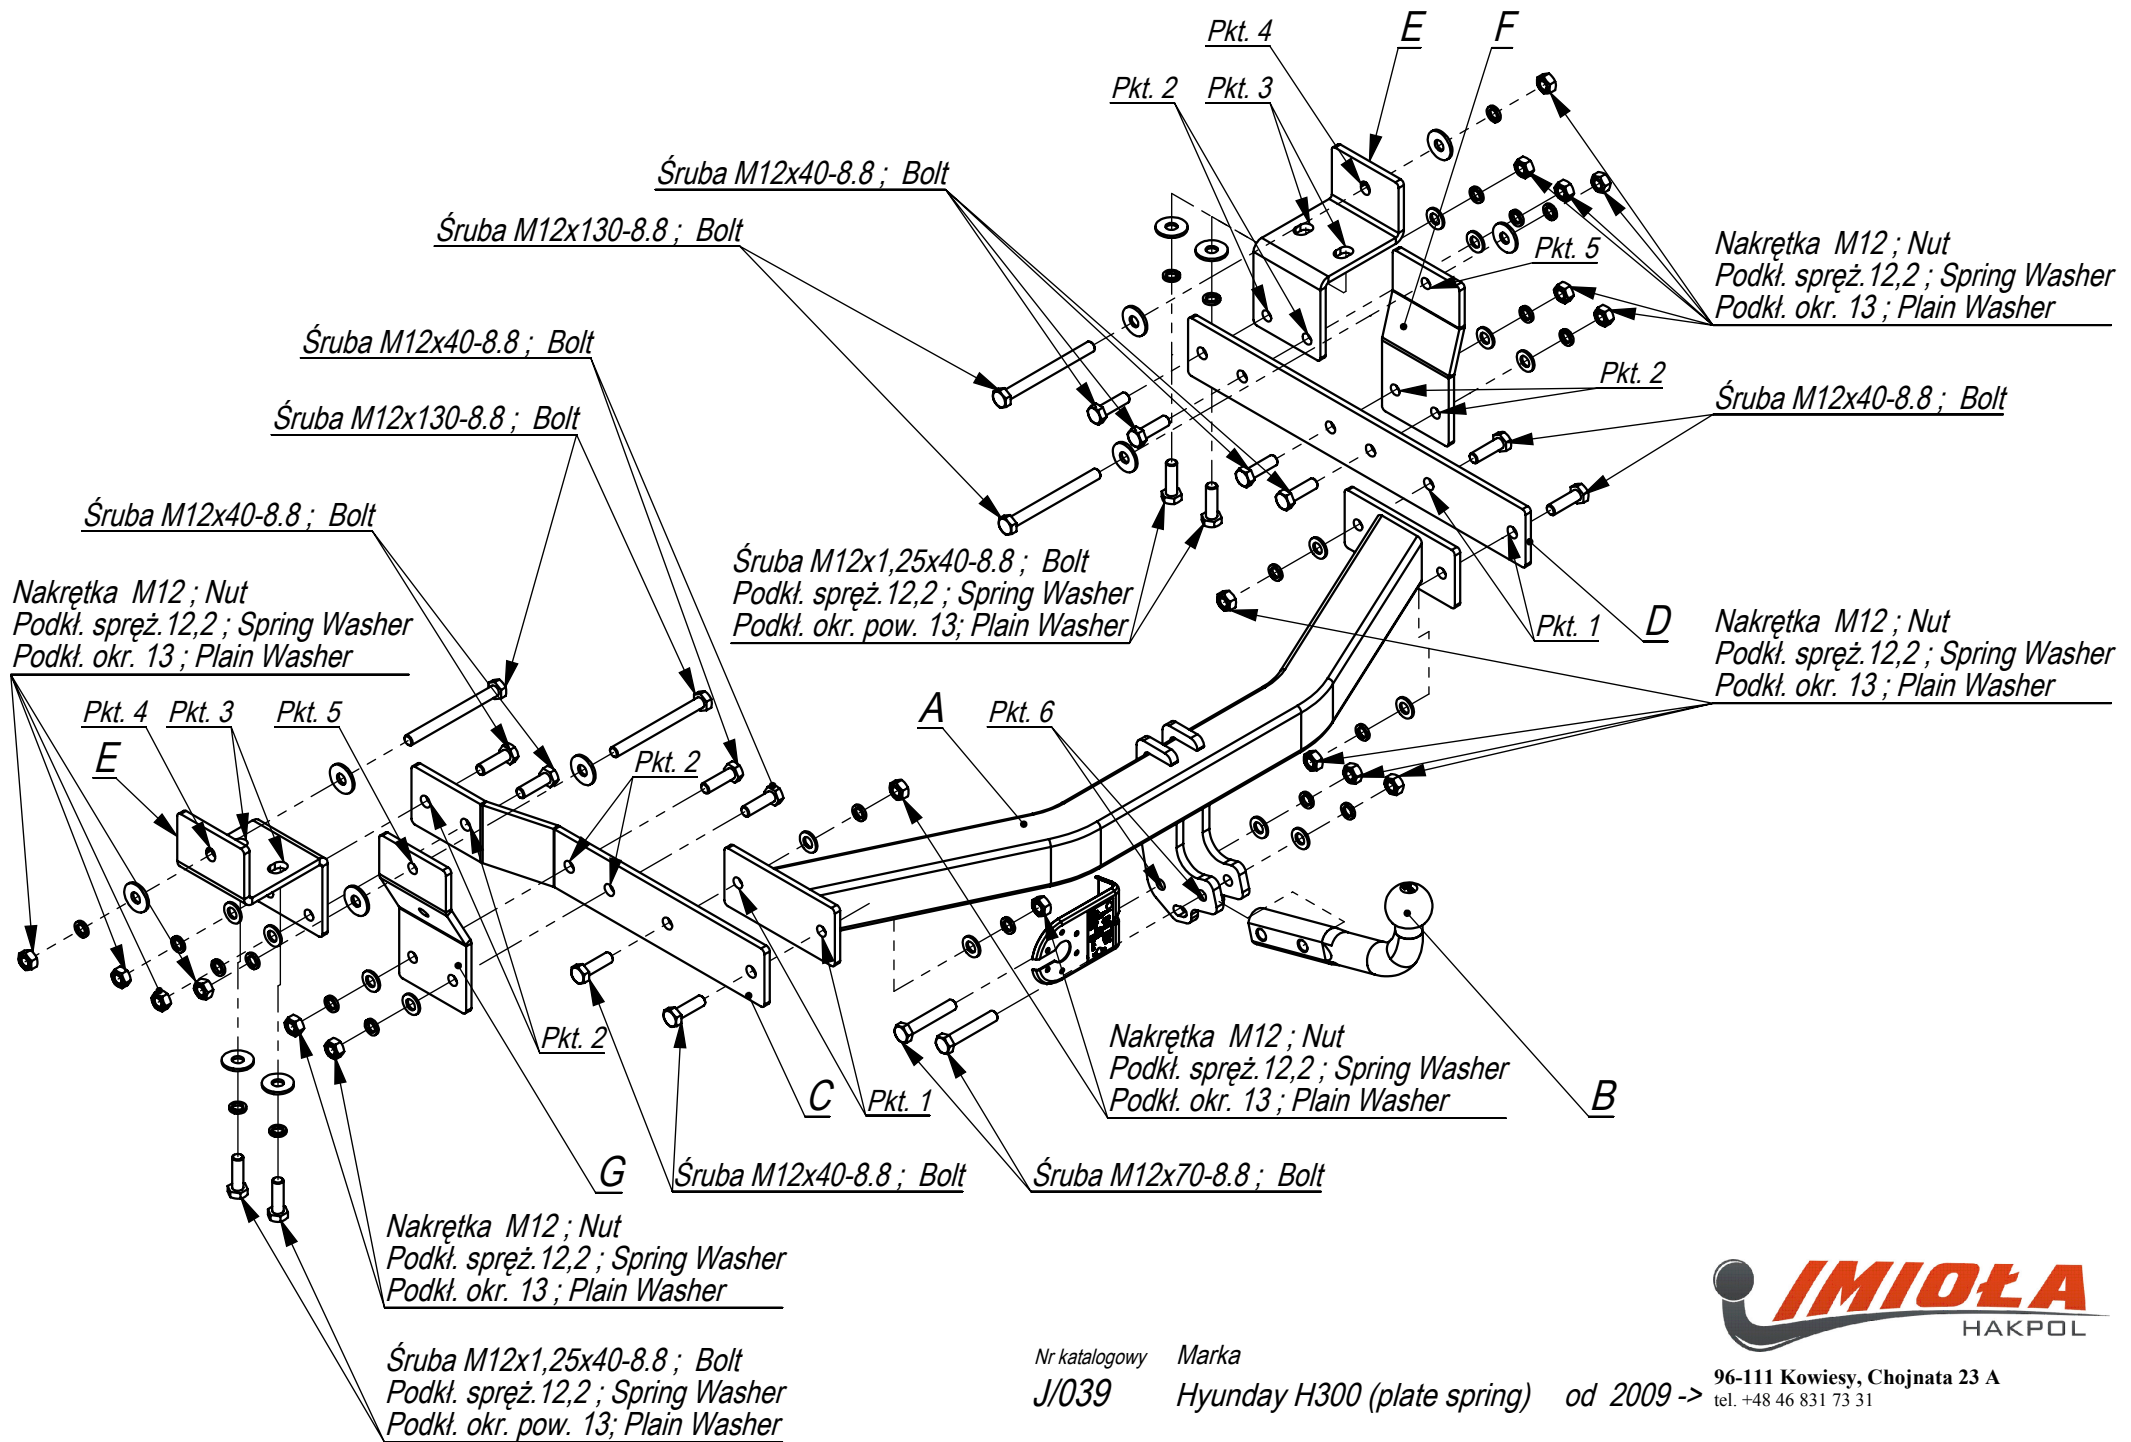 Pkt. 4
E
F
Pkt. 2
Pkt. 3
Śruba M12x40-8.8 ; Bolt
Śruba M12x130-8.8 ; Bolt
Nakrętka M12 ; Nut
Podkł. spręż.12,2 ; Spring Washer
Podkł. okr. 13 ; Plain Washer
Pkt. 5
Śruba M12x40-8.8 ; Bolt
Pkt. 2
Śruba M12x40-8.8 ; Bolt
Śruba M12x130-8.8 ; Bolt
Śruba M12x40-8.8 ; Bolt
Śruba M12x1,25x40-8.8 ; Bolt
Podkł. spręż.12,2 ; Spring Washer
Podkł. okr. pow. 13; Plain Washer
Nakrętka M12 ; Nut
Podkł. spręż.12,2 ; Spring Washer
Podkł. okr. 13 ; Plain Washer
Pkt. 1
D
Nakrętka M12 ; Nut
Podkł. spręż.12,2 ; Spring Washer
Podkł. okr. 13 ; Plain Washer
Pkt. 4
Pkt. 3
Pkt. 5
E
A
Pkt. 6
Pkt. 2
Pkt. 2
C
Pkt. 1
Nakrętka M12 ; Nut
Podkł. spręż.12,2 ; Spring Washer
Podkł. okr. 13 ; Plain Washer
B
G
Śruba M12x40-8.8 ; Bolt
Śruba M12x70-8.8 ; Bolt
Nakrętka M12 ; Nut
Podkł. spręż.12,2 ; Spring Washer
Podkł. okr. 13 ; Plain Washer
Śruba M12x1,25x40-8.8 ; Bolt
Podkł. spręż.12,2 ; Spring Washer
Podkł. okr. pow. 13; Plain Washer
Nr katalogowy Marka
J/039 Hyunday H300 (plate spring) od 2009 ->
IMIOŁA
HAKPOL
96-111 Kowiesy, Chojnata 23 A
tel. +48 46 831 73 31